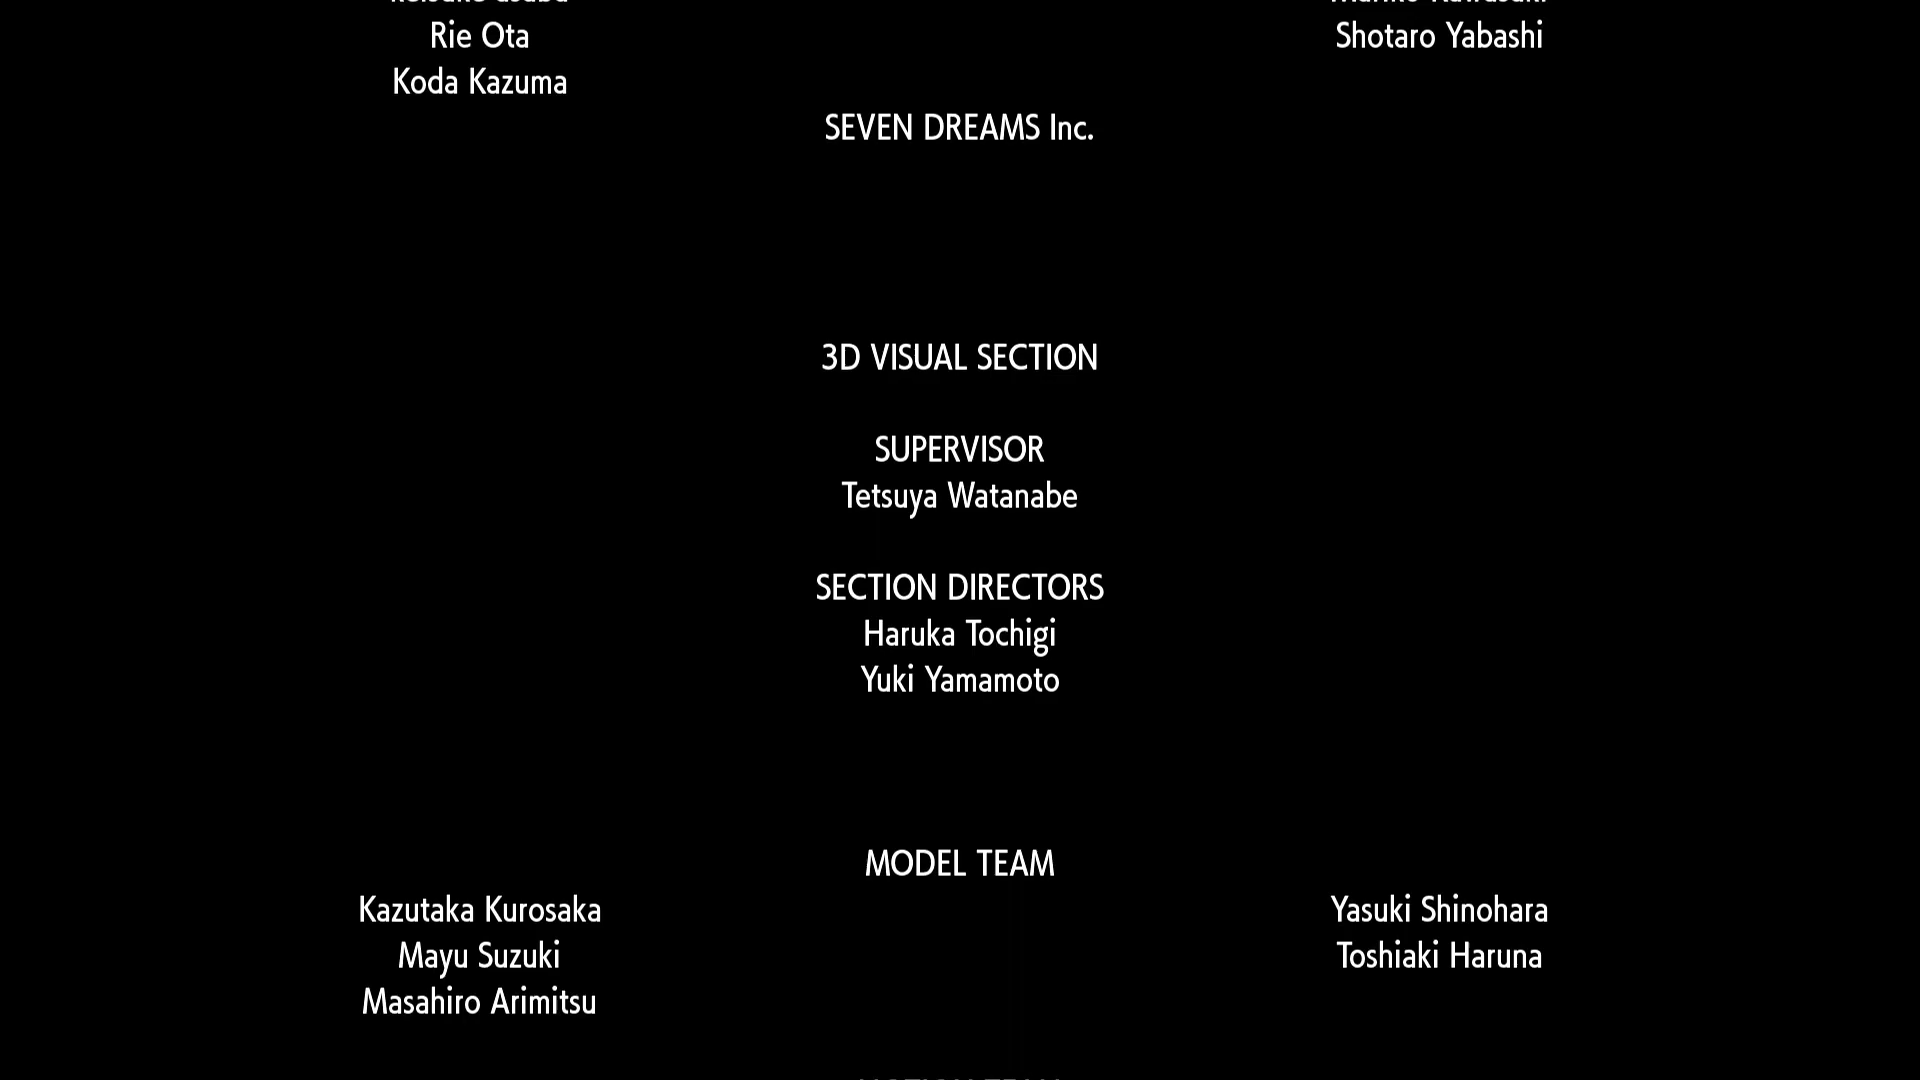 Rie Ota
Shotaro Yabashi
Koda Kazuma
SEVEN DREAMS Inc.
3D VISUAL SECTION
SUPERVISOR
Tetsuya Watanabe
SECTION DIRECTORS
Haruka Tochigi
Yuki Yamamoto
MODEL TEAM
Kazutaka Kurosaka
Yasuki Shinohara
Mayu Suzuki
Toshiaki Haruna
Masahiro Arimitsu